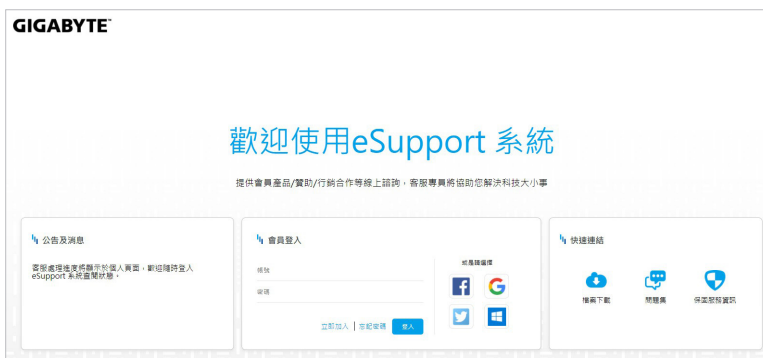 GIGABYTE™
歡迎使用eSupport 系統
提供會員產品/贊助/行銷合作等線上諮詢，客服專員將協助您解決科技大小事
公告及消息
客服處理進度將顯示於個人頁面，歡迎隨時登入
eSupport 系統查閱狀態。
會員登入
帳號
密碼
立即加入 | 忘記密碼 登入
或是請選擇
快速連結
檔案下載 問題集 保固服務資訊